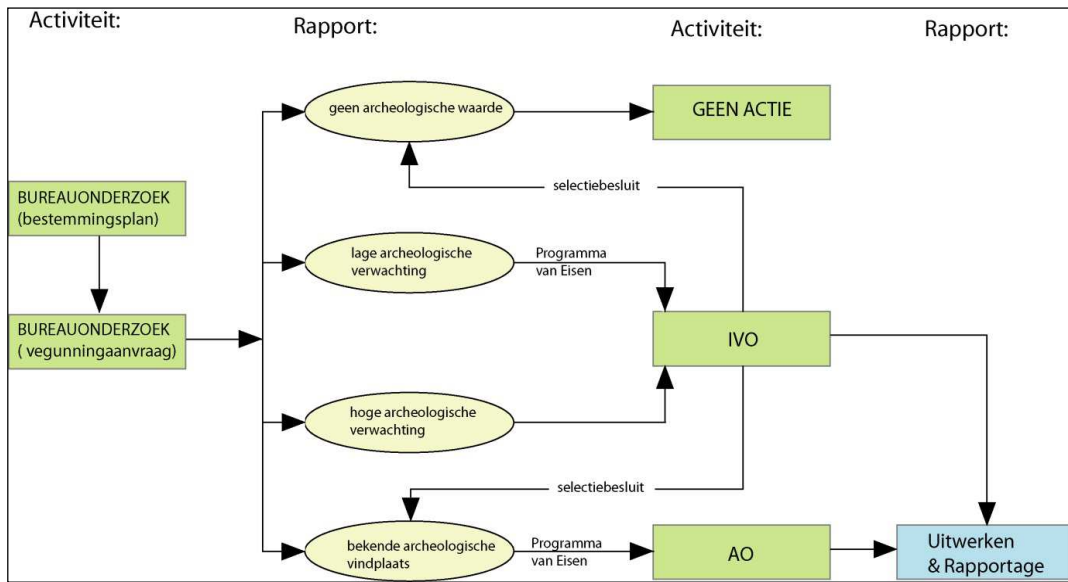 Activiteit:
Rapport:
Activiteit:
Rapport:
geen archeologische waarde
GEEN ACTIE
selectiebesluit
BUREAUONDERZOEK
(bestemmingsplan)
lage archeologische
verwachting
Programma
van Eisen
BUREAUONDERZOEK
( vegunningaanvraag)
IVO
hoge archeologische
verwachting
selectiebesluit
bekende archeologische
vindplaats
Programma
van Eisen
AO
Uitwerken
& Rapportage